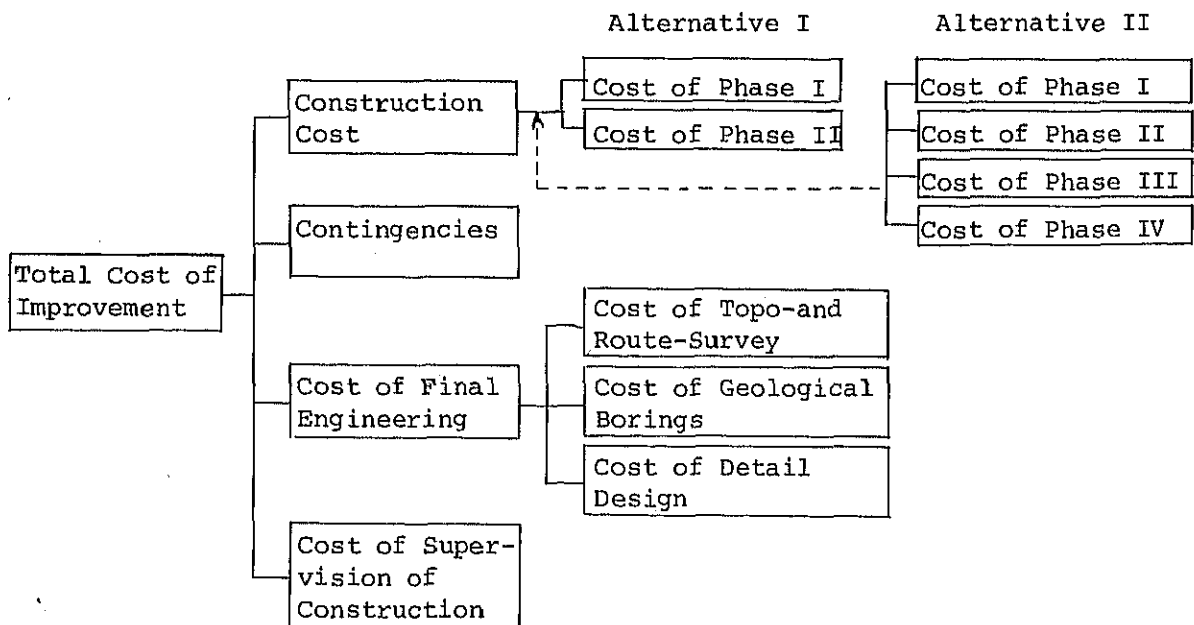 Alternative I
Alternative II
Construction
Cost
Cost of Phase I
Cost of Phase II
Cost of Phase I
Cost of Phase II
Cost of Phase III
Cost of Phase IV
Contingencies
Total Cost of
Improvement
Cost of Final
Engineering
Cost of Topo-and
Route-Survey
Cost of Geological
Borings
Cost of Detail
Design
Cost of Super-
vision of
Construction